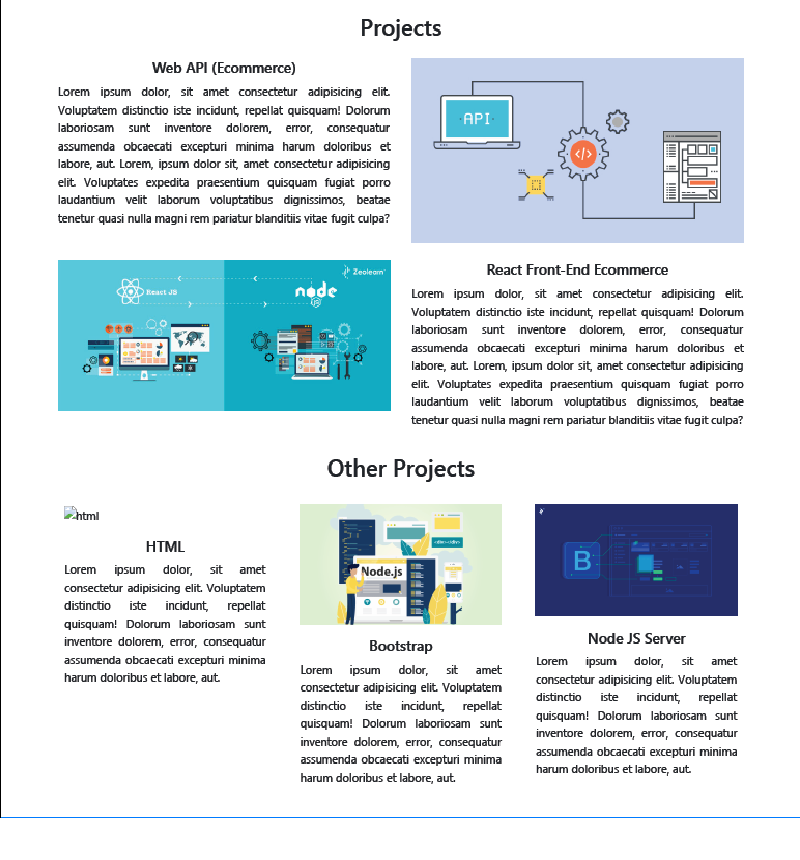 Projects
Web API (Ecommerce)
Lorem ipsum dolor, sit amet consectetur adipisicing elit.
Voluptatem distinctio iste incidunt, repellat quisquam! Dolorum
laboriosam sunt inventore dolorem, error, consequatur
assumenda obcaecati excepturi minima harum doloribus et
labore, aut. Lorem, ipsum dolor sit, amet consectetur adipisicing
elit. Voluptates expedita praesentium quisquam fugiat porro
laudantium velit laborum voluptatibus dignissimos, beatae
tenetur quasi nulla magni rem pariatur blanditiis vitae fugit culpa?
API
</>
React JS
node
JS
Zeolearn
React Front-End Ecommerce
Lorem ipsum dolor, sit amet consectetur adipisicing elit.
Voluptatem distinctio iste incidunt, repellat quisquam! Dolorum
laboriosam sunt inventore dolorem, error, consequatur
assumenda obcaecati excepturi minima harum doloribus et
labore, aut. Lorem, ipsum dolor sit, amet consectetur adipisicing
elit. Voluptates expedita praesentium quisquam fugiat porro
laudantium velit laborum voluptatibus dignissimos, beatae
tenetur quasi nulla magni rem pariatur blanditiis vitae fugit culpa?
Other Projects
html
HTML
Lorem ipsum dolor, sit amet
consectetur adipisicing elit. Voluptatem
distinctio iste incidunt, repellat
quisquam! Dolorum laboriosam sunt
inventore dolorem, error, consequatur
assumenda obcaecati excepturi minima
harum doloribus et labore, aut.
<div></div>
Node.js
Bootstrap
Lorem ipsum dolor, sit amet
consectetur adipisicing elit. Voluptatem
distinctio iste incidunt, repellat
quisquam! Dolorum laboriosam sunt
inventore dolorem, error, consequatur
assumenda obcaecati excepturi minima
harum doloribus et labore, aut.
B
Node JS Server
Lorem ipsum dolor, sit amet
consectetur adipisicing elit. Voluptatem
distinctio iste incidunt, repellat
quisquam! Dolorum laboriosam sunt
inventore dolorem, error, consequatur
assumenda obcaecati excepturi minima
harum doloribus et labore, aut.